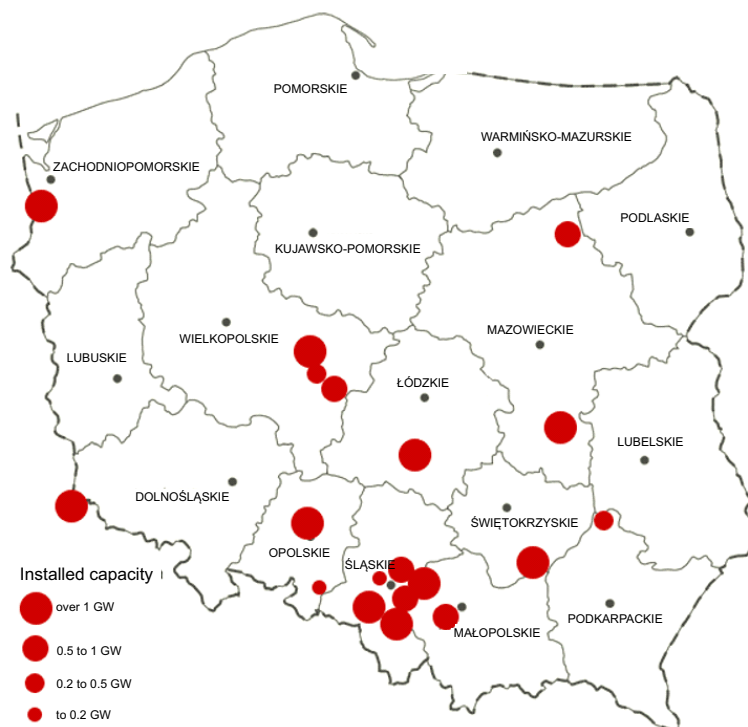 POMORSKIE
WARMIŃSKO-MAZURSKIE
ZACHODNIOPOMORSKIE
PODLASKIE
KUJAWSKO-POMORSKIE
MAZOWIECKIE
WIELKOPOLSKIE
LUBUSKIE
ŁÓDZKIE
LUBELSKIE
DOLNOŚLĄSKIE
ŚWIĘTOKRZYSKIE
OPOLSKIE
ŚLĄSKIE
MAŁOPOLSKIE
PODKARPACKIE
Installed capacity
over 1 GW
0.5 to 1 GW
0.2 to 0.5 GW
to 0.2 GW